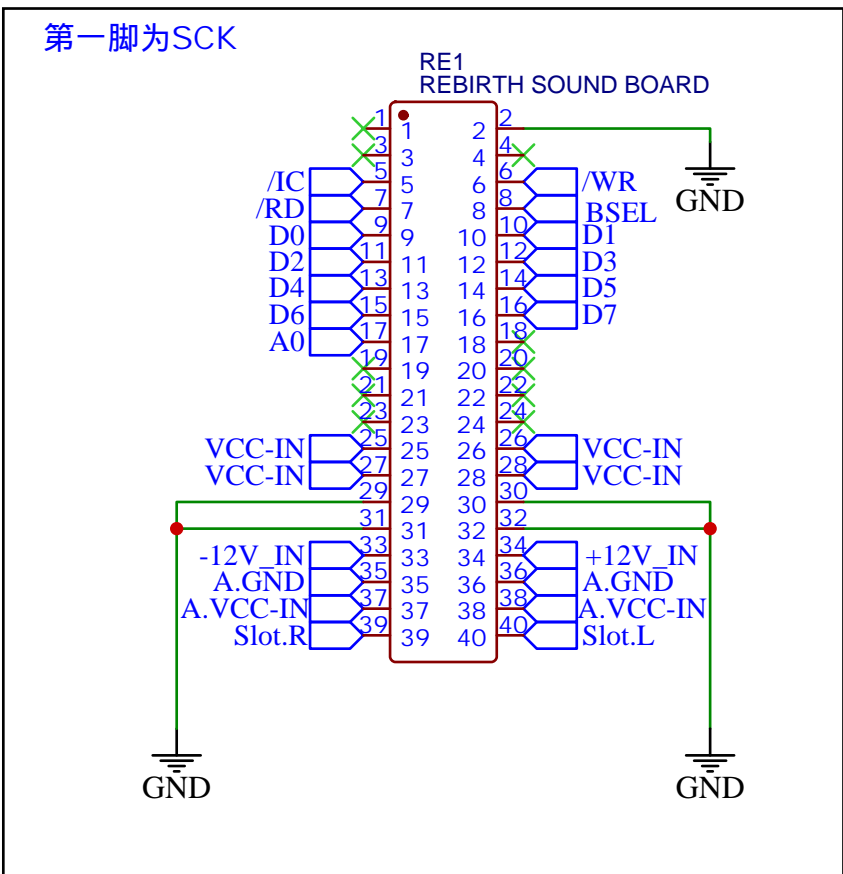 第一脚为SCK
RE1
REBIRTH SOUND BOARD
1 1 2 2
3 3 4 4 GND
/IC 5 5 6 6 /WR
/RD 7 7 8 8 BSEL
D0 9 9 10 10 D1
D2 11 11 12 12 D3
D4 13 13 14 14 D5
D6 15 15 16 16 D7
A0 17 17 18 18
19 19 20 20
21 21 22 22
23 23 24 24
VCC-IN 25 25 26 26 VCC-IN
VCC-IN 27 27 28 28 VCC-IN
29 29 30 30
31 31 32 32
-12V_IN 33 33 34 34 +12V_IN
A.GND 35 35 36 36 A.GND
A.VCC-IN 37 37 38 38 A.VCC-IN
Slot.R 39 39 40 40 Slot.L
GND GND